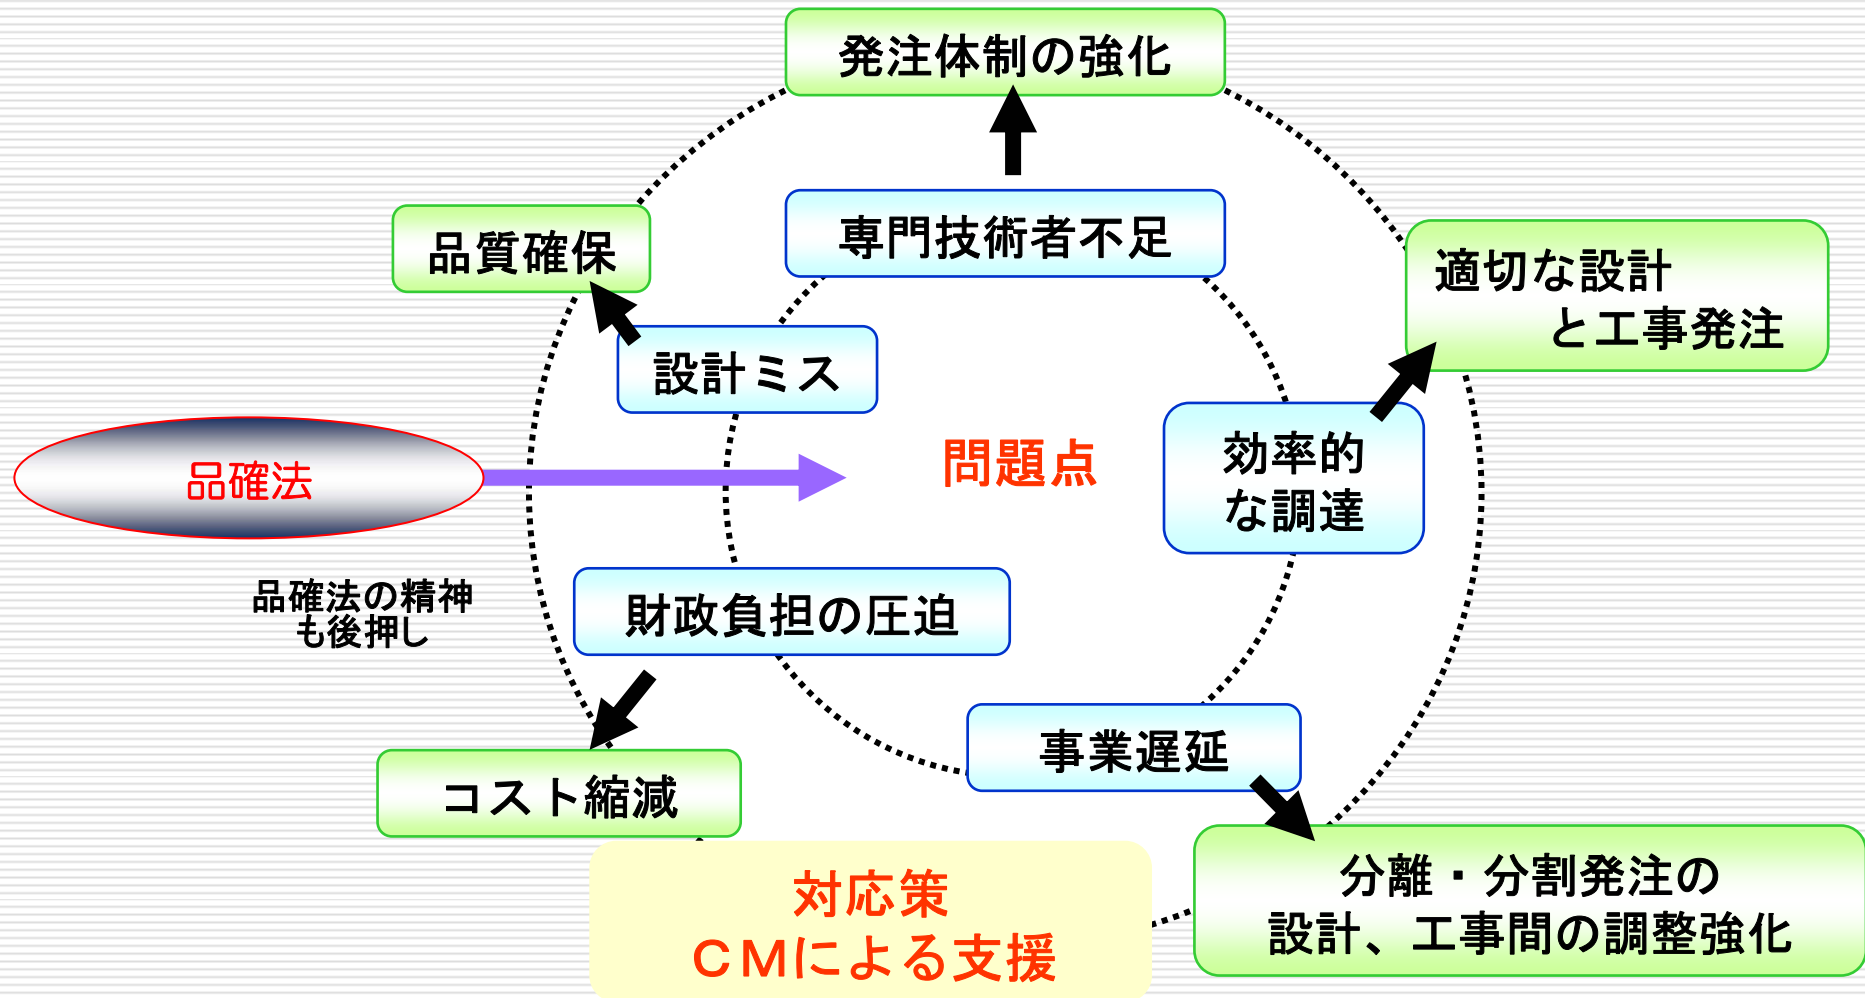 発注体制の強化
専門技術者不足
品質確保
適切な設計
と工事発注
設計ミス
問題点
効率的
な調達
品確法
品確法の精神
も後押し
財政負担の圧迫
事業遅延
コスト縮減
対応策
CMによる支援
分離・分割発注の
設計、工事間の調整強化